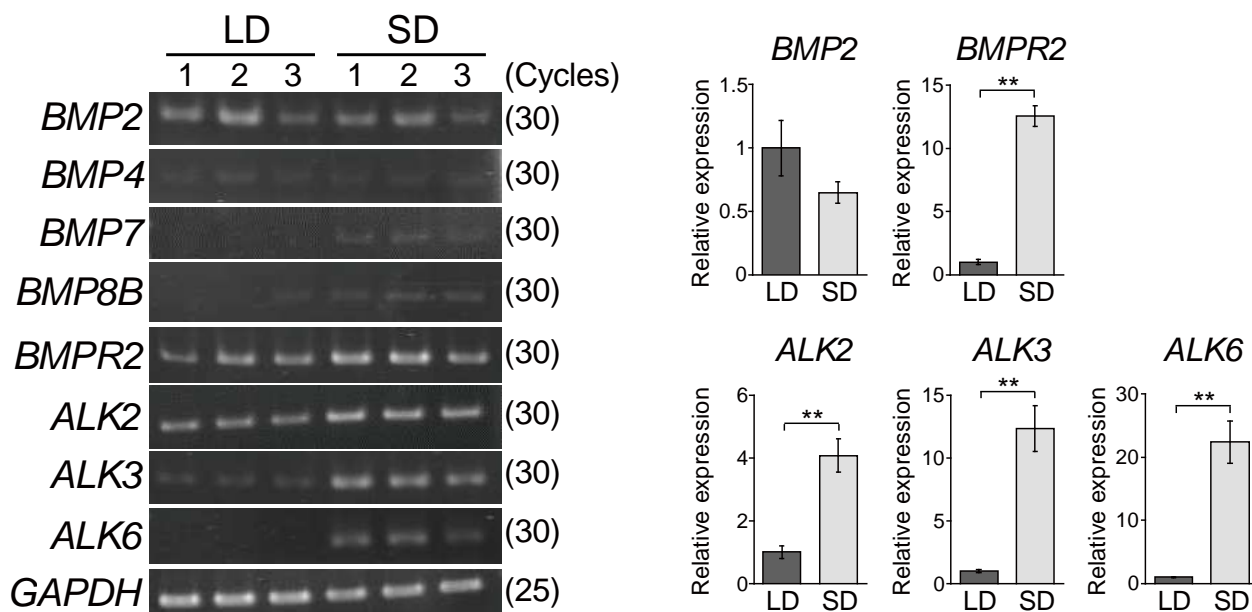 LD SD
1 2 3 1 2 3 (Cycles)
BMP2 (30)
BMP4 (30)
BMP7 (30)
BMP8B (30)
BMPR2 (30)
ALK2 (30)
ALK3 (30)
ALK6 (30)
GAPDH (25)
BMP2
Relative expression
1.5
1
0.5
0
LD SD
BMPR2
Relative expression
15
10
5
0
**
LD SD
ALK2
Relative expression
6
4
2
0
**
LD SD
ALK3
Relative expression
15
10
5
0
**
LD SD
ALK6
Relative expression
30
20
10
0
**
LD SD